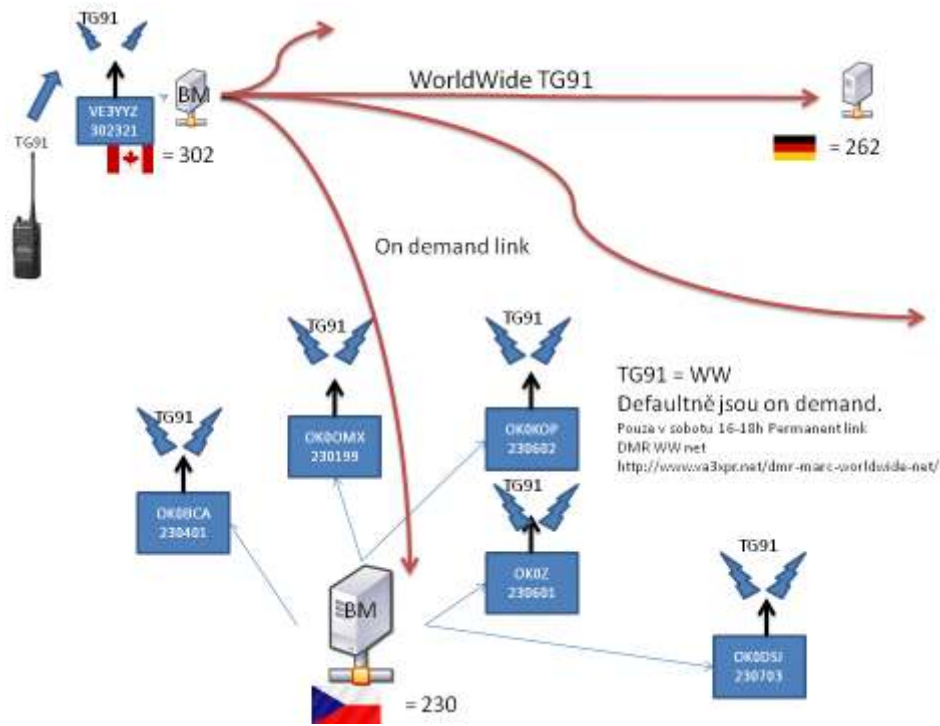 TG91
VE3YYZ
302321
BM
= 302
TG91
WorldWide TG91
= 262
On demand link
TG91
OK0OMX
230199
TG91
OK0KOP
230602
TG91
OK0BCA
230401
TG91
OK0Z
230601
TG91
OK0DSJ
230703
TG91 = WW
Defaultně jsou on demand.
Pouze v sobotu 16-18h Permanent link
DMR WW net
http://www.va3xpr.net/dmr-marc-worldwide-net/
BM
= 230